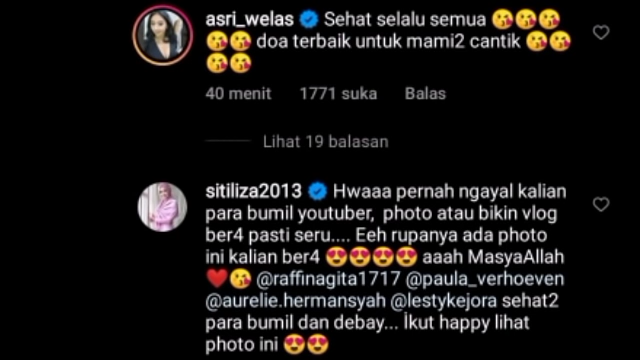 asri_welas Sehat selalu semua 😘😘😘
😘😘 doa terbaik untuk mami2 cantik 😘😘
😘😘
40 menit 1771 suka Balas
Lihat 19 balasan
sitiliza2013 Hwaaa pernah ngayal kalian
para bumil youtuber, photo atau bikin vlog
ber4 pasti seru.... Eeh rupanya ada photo
ini kalian ber4 😍😍😍😍 aaah MasyaAllah
❤️😘 @raffinagita1717 @paula_verhoeven
@aurelie.hermansyah @lestykejora sehat2
para bumil dan debay... Ikut happy lihat
photo ini 😍😍